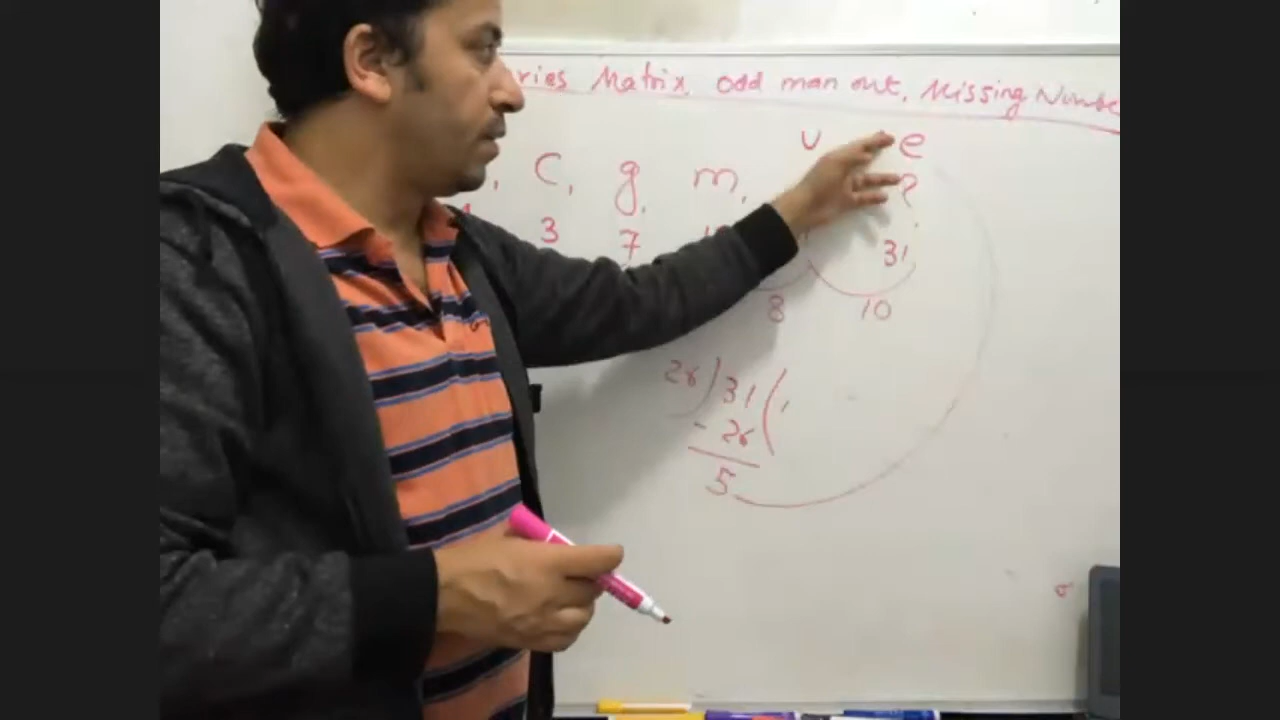 ries Matrix, odd man out, Missing Numbe
u e
, C, g, m, ?
3 7 31
8 10
26 ) 31 ( 1
- 26
5